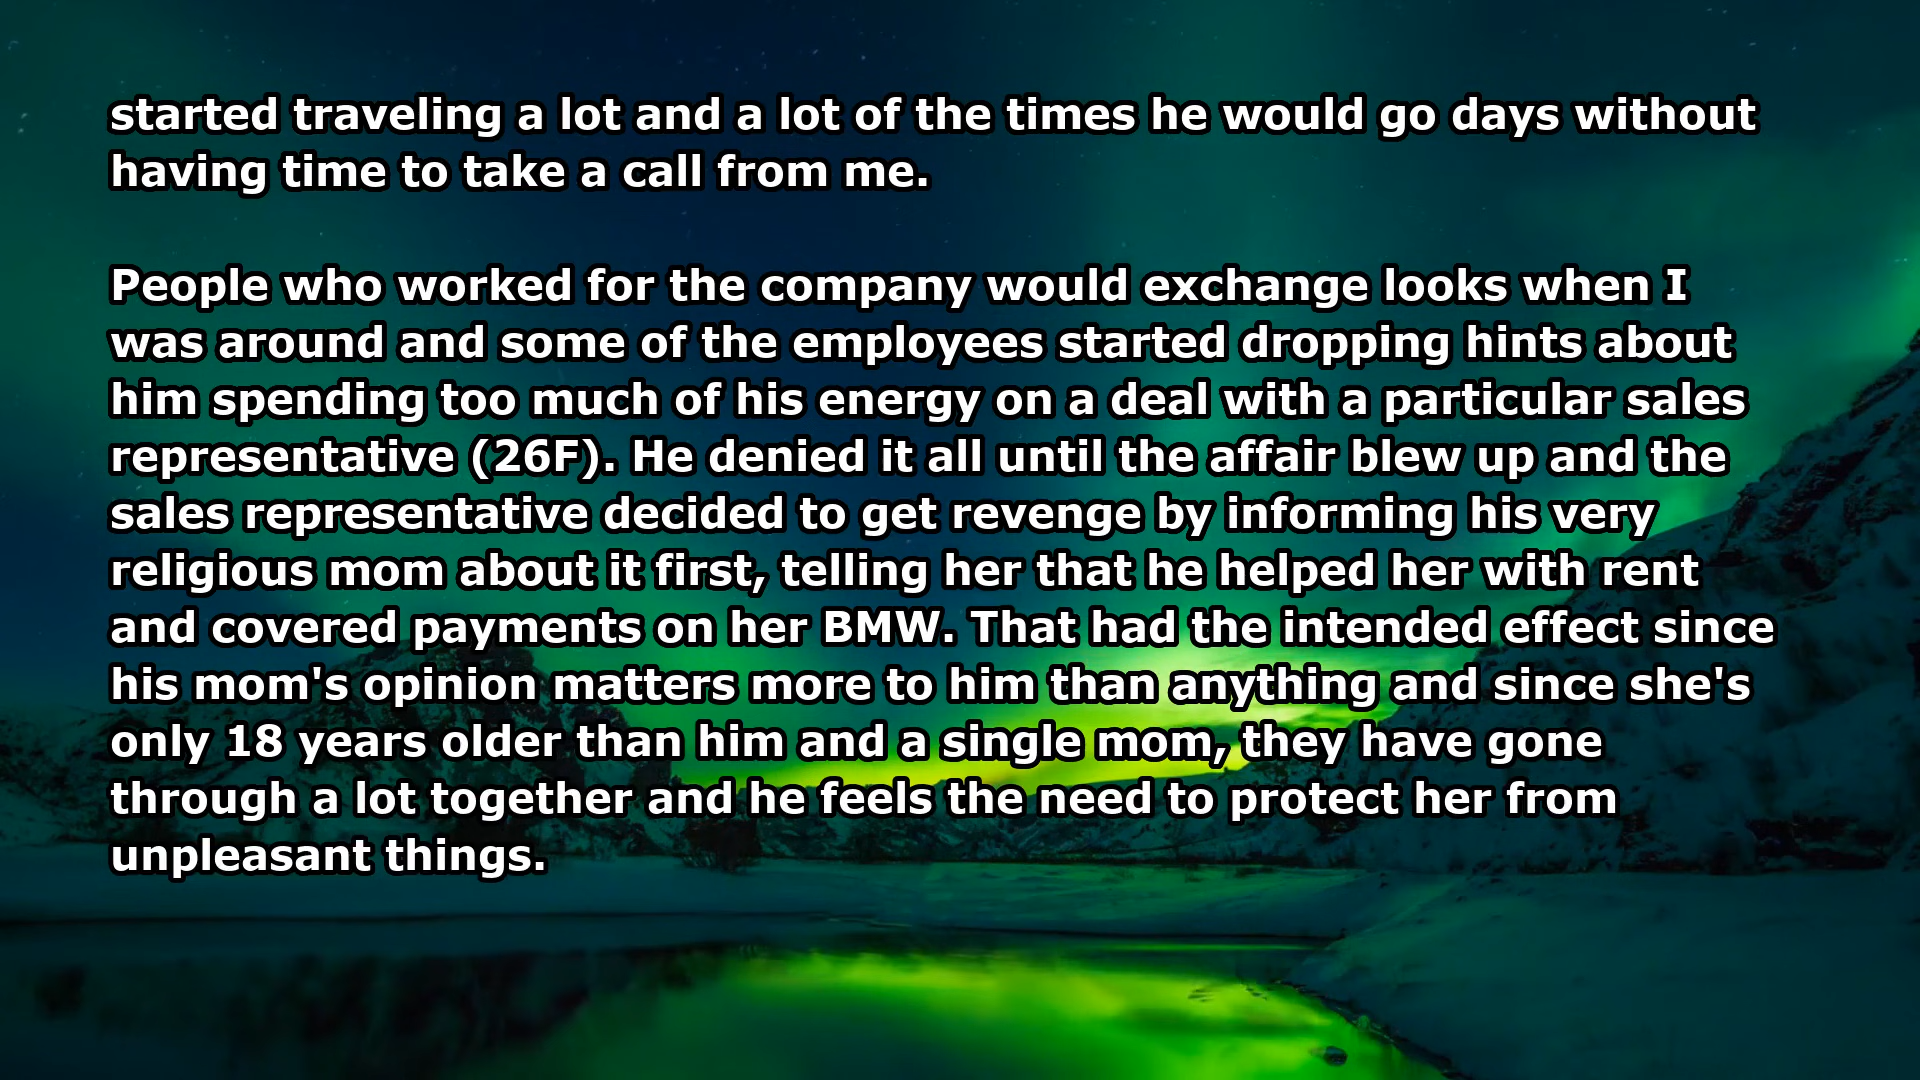 started traveling a lot and a lot of the times he would go days without
having time to take a call from me.
People who worked for the company would exchange looks when I
was around and some of the employees started dropping hints about
him spending too much of his energy on a deal with a particular sales
representative (26F). He denied it all until the affair blew up and the
sales representative decided to get revenge by informing his very
religious mom about it first, telling her that he helped her with rent
and covered payments on her BMW. That had the intended effect since
his mom's opinion matters more to him than anything and since she's
only 18 years older than him and a single mom, they have gone
through a lot together and he feels the need to protect her from
unpleasant things.